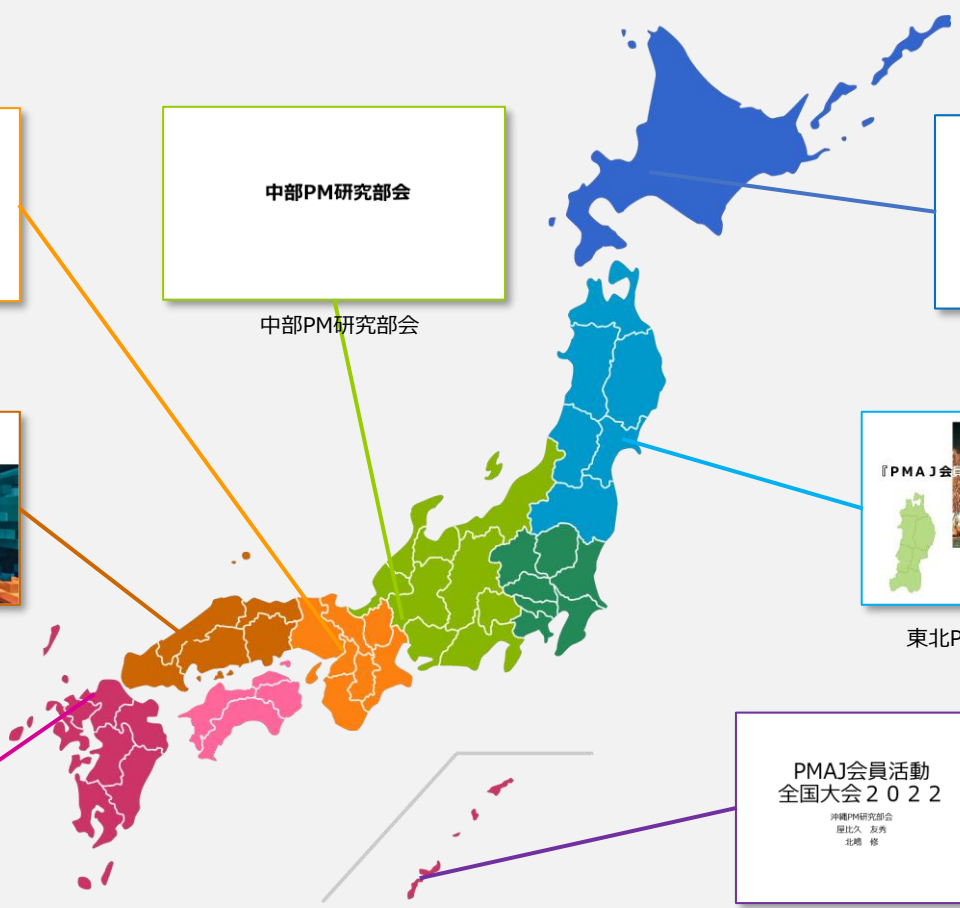 中部PM研究部会
中部PM研究部会
『PMAJ会
東北P
PMAJ会員活動
全国大会２０２２
沖縄PM研究部会
屋比久　友秀
北嶋　修